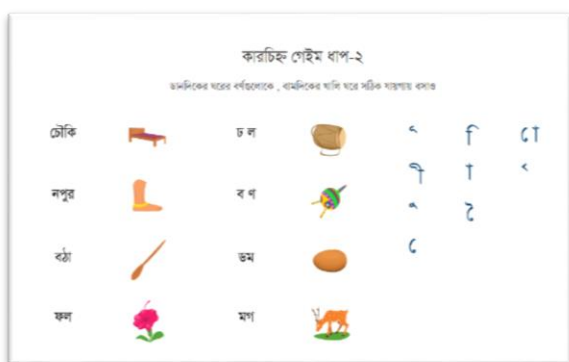 কারচিহ্ন গেইম ধাপ-২
ডানদিকের ঘরের বর্ণগুলোকে , বামদিকের খালি ঘরে সঠিক যায়গায় বসাও
চৌকি ঢ ল ি ো
নপুর ব ণ ী া
বঠা ডম ৈ
ফল মগ ে